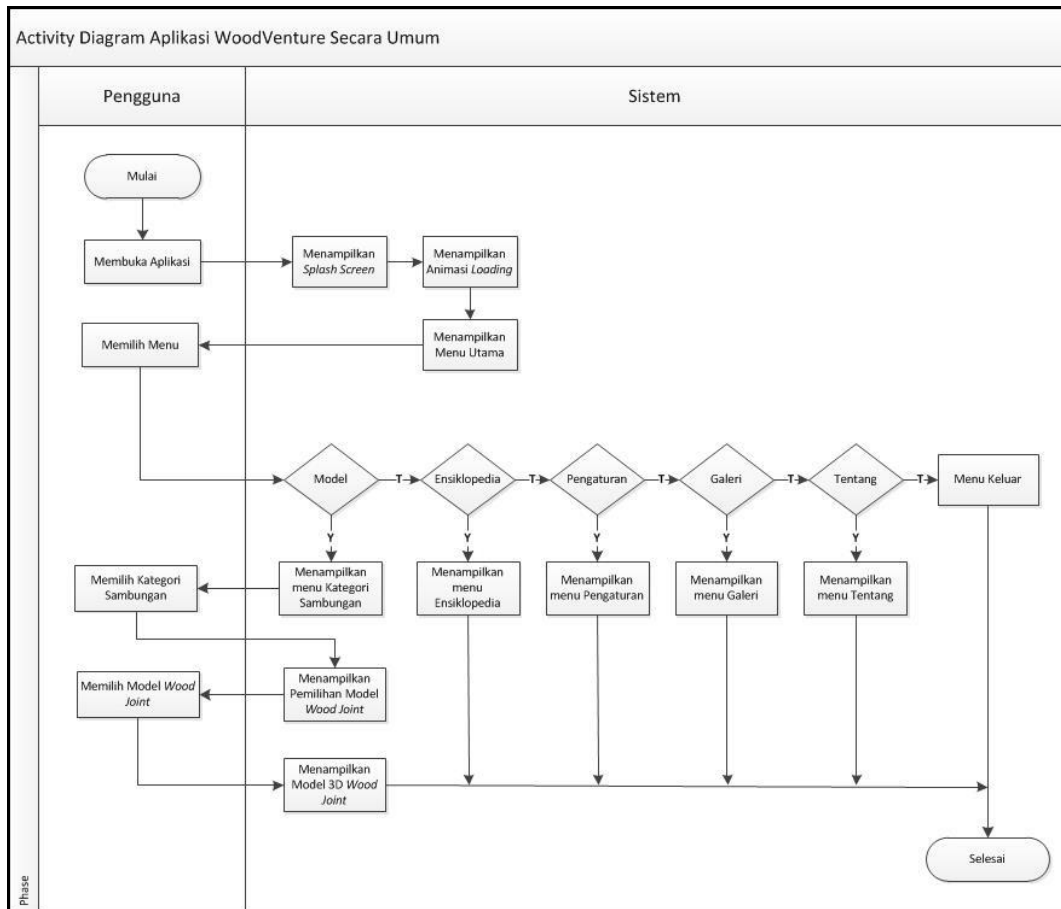 Activity Diagram Aplikasi WoodVenture Secara Umum
Pengguna
Sistem
Mulai
Membuka Aplikasi
Menampilkan
Splash Screen
Menampilkan
Animasi Loading
Memilih Menu
Menampilkan
Menu Utama
Model
T
Ensiklopedia
T
Pengaturan
T
Galeri
T
Tentang
T
Menu Keluar
Y
Y
Y
Y
Y
Memilih Kategori
Sambungan
Menampilkan
menu Kategori
Sambungan
Menampilkan
menu
Ensiklopedia
Menampilkan
menu Pengaturan
Menampilkan
menu Galeri
Menampilkan
menu Tentang
Memilih Model Wood
Joint
Menampilkan
Pemilihan Model
Wood Joint
Menampilkan
Model 3D Wood
Joint
Selesai
Phase